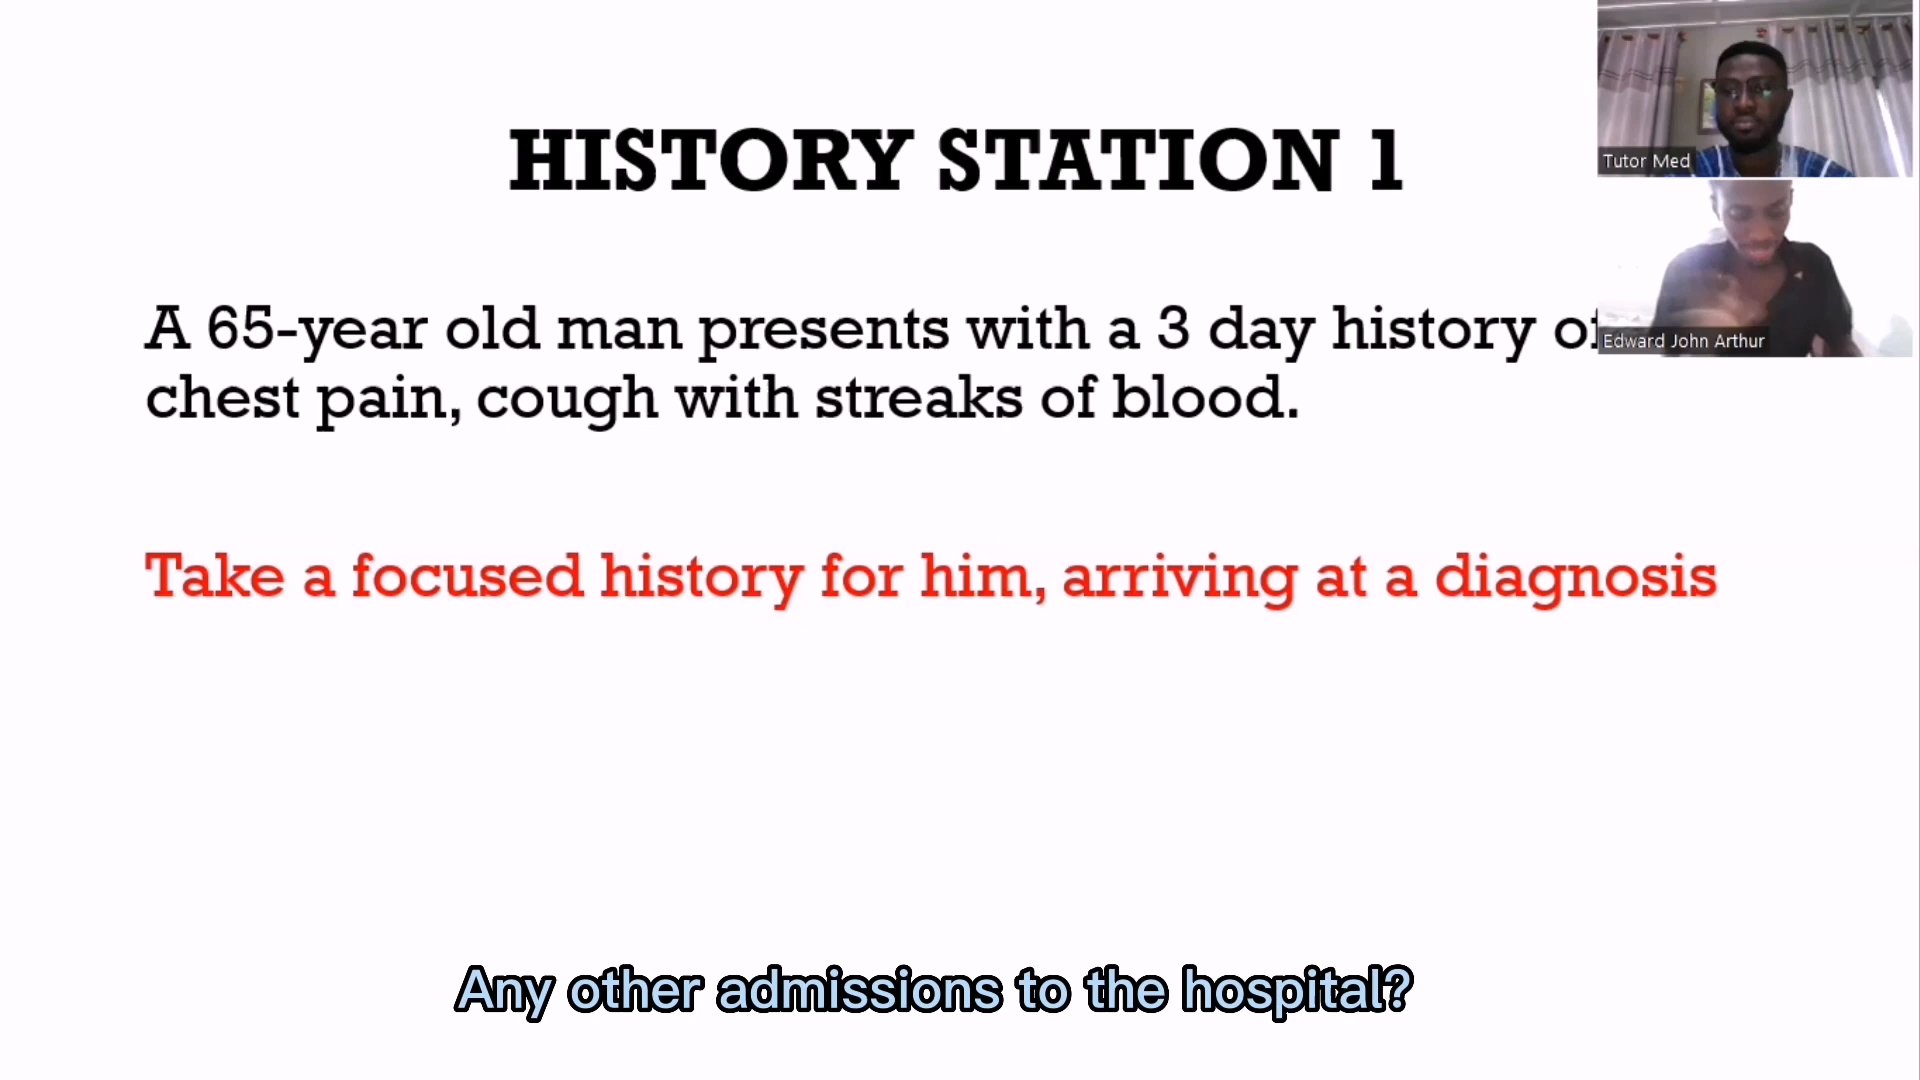 HISTORY STATION 1
Tutor Med
A 65-year old man presents with a 3 day history of
Edward John Arthur
chest pain, cough with streaks of blood.
Take a focused history for him, arriving at a diagnosis
Any other admissions to the hospital?